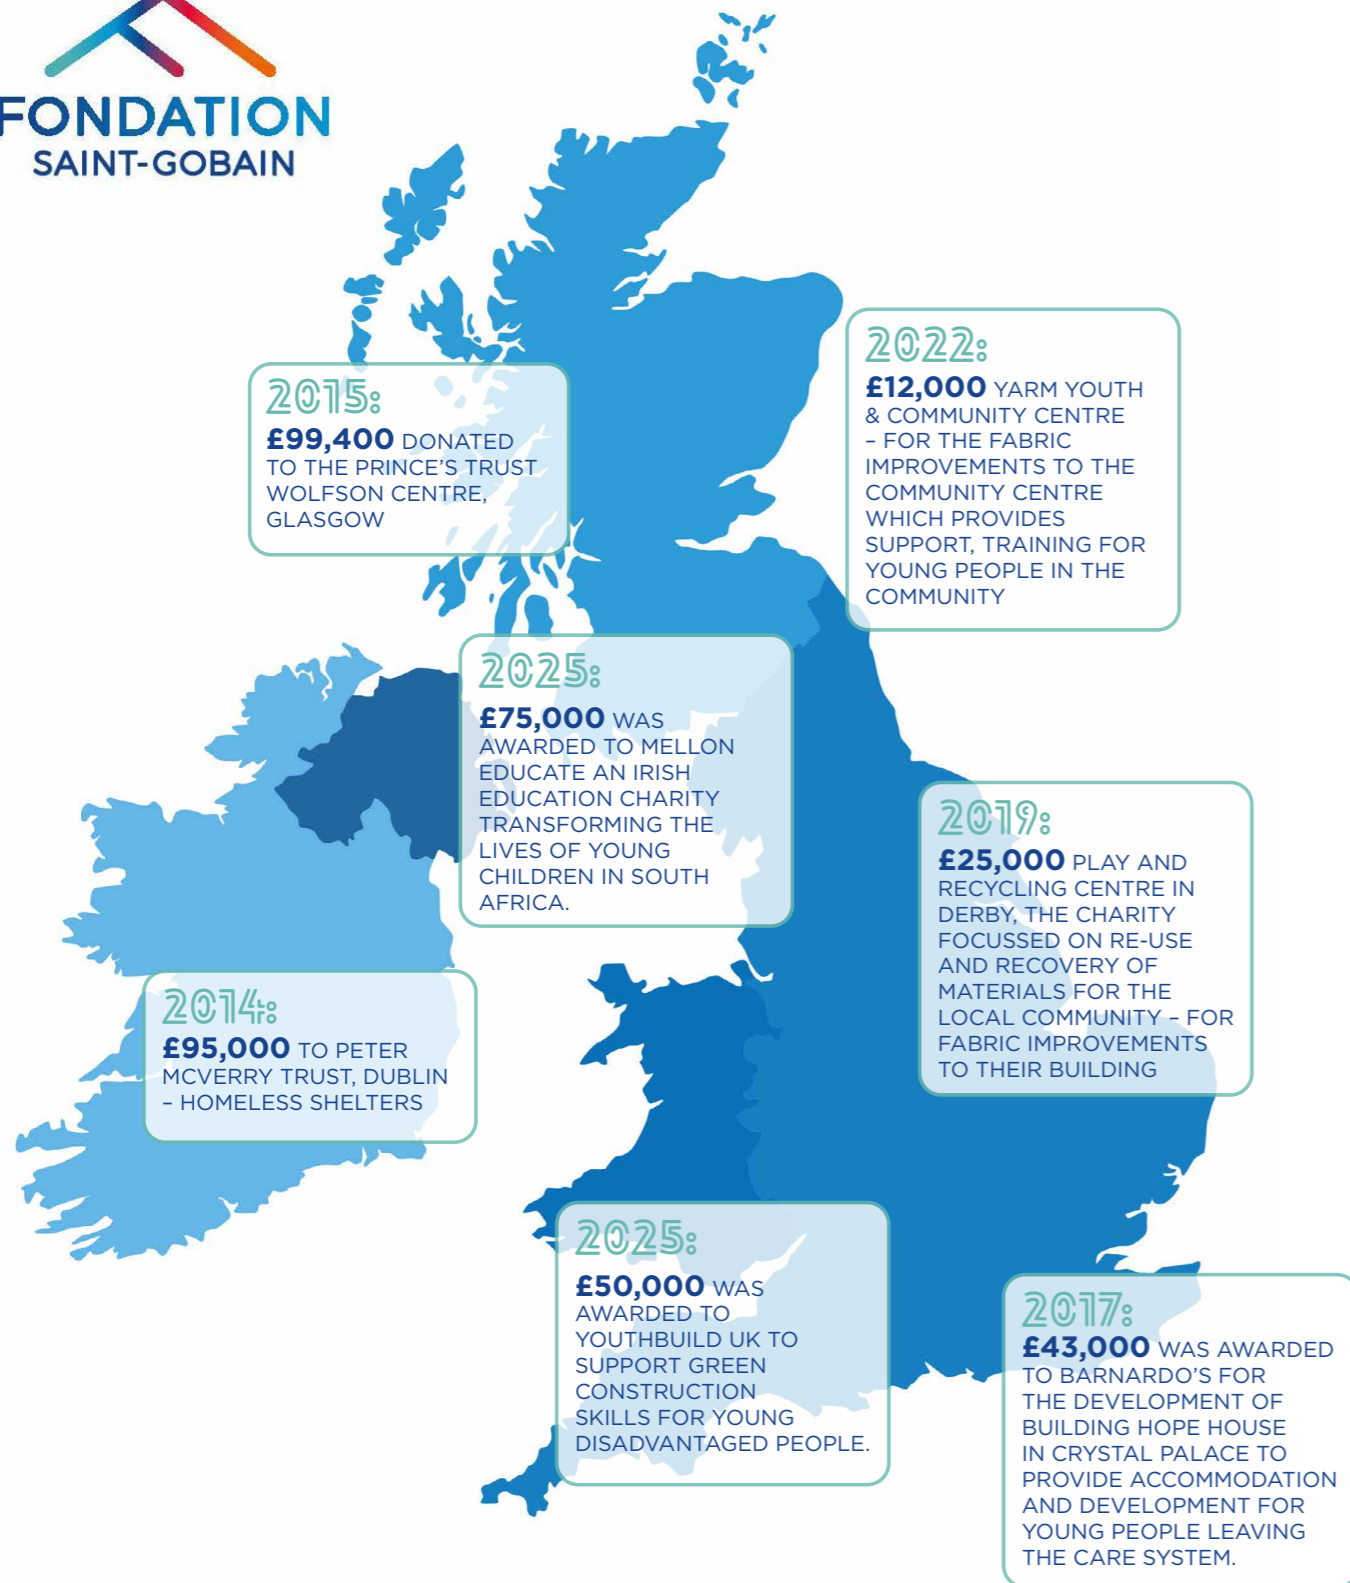 FONDATION
SAINT-GOBAIN
2015:
£99,400 DONATED
TO THE PRINCE'S TRUST
WOLFSON CENTRE,
GLASGOW
2022:
£12,000 YARM YOUTH
& COMMUNITY CENTRE
– FOR THE FABRIC
IMPROVEMENTS TO THE
COMMUNITY CENTRE
WHICH PROVIDES
SUPPORT, TRAINING FOR
YOUNG PEOPLE IN THE
COMMUNITY
2025:
£75,000 WAS
AWARDED TO MELLON
EDUCATE AN IRISH
EDUCATION CHARITY
TRANSFORMING THE
LIVES OF YOUNG
CHILDREN IN SOUTH
AFRICA.
2019:
£25,000 PLAY AND
RECYCLING CENTRE IN
DERBY, THE CHARITY
FOCUSSED ON RE-USE
AND RECOVERY OF
MATERIALS FOR THE
LOCAL COMMUNITY – FOR
FABRIC IMPROVEMENTS
TO THEIR BUILDING
2014:
£95,000 TO PETER
MCVERRY TRUST, DUBLIN
– HOMELESS SHELTERS
2025:
£50,000 WAS
AWARDED TO
YOUTHBUILD UK TO
SUPPORT GREEN
CONSTRUCTION
SKILLS FOR YOUNG
DISADVANTAGED PEOPLE.
2017:
£43,000 WAS AWARDED
TO BARNARDO'S FOR
THE DEVELOPMENT OF
BUILDING HOPE HOUSE
IN CRYSTAL PALACE TO
PROVIDE ACCOMMODATION
AND DEVELOPMENT FOR
YOUNG PEOPLE LEAVING
THE CARE SYSTEM.